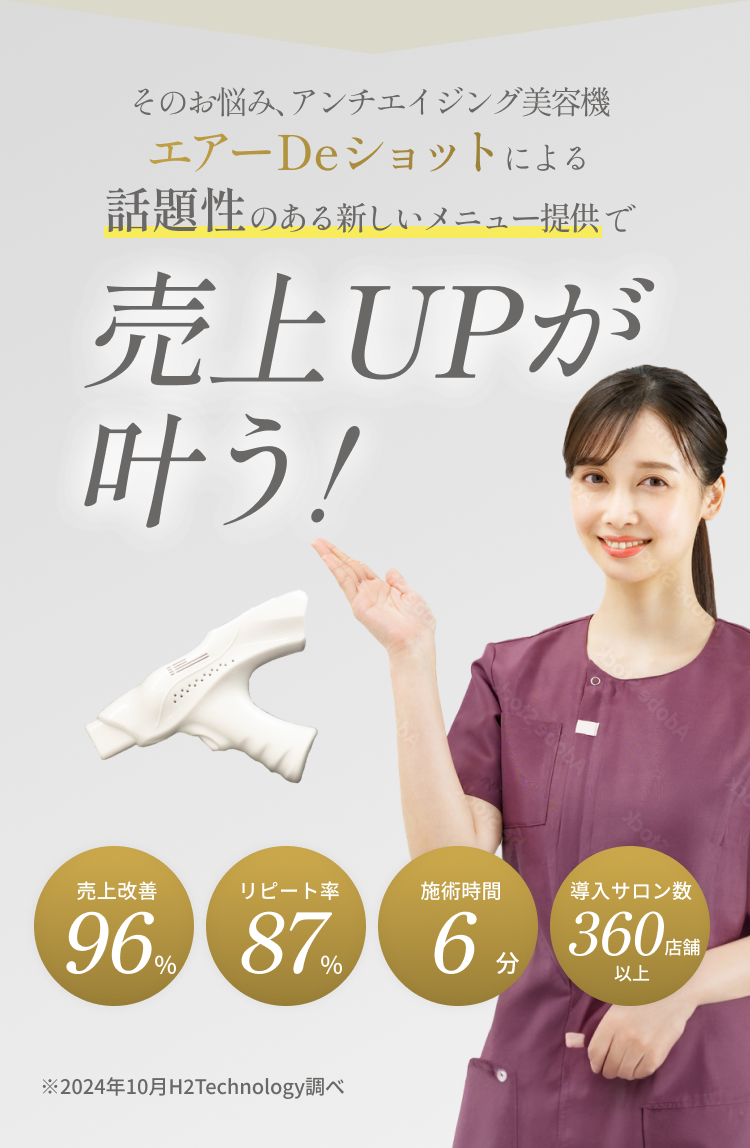 そのお悩み、アンチエイジング美容機
エアーDeショットによる
話題性のある新しいメニュー提供で
売上UPが
叶う!
売上改善
96%
リピート率
87%
施術時間
6分
導入サロン数
360店舗
以上
※2024年10月H2Technology調べ